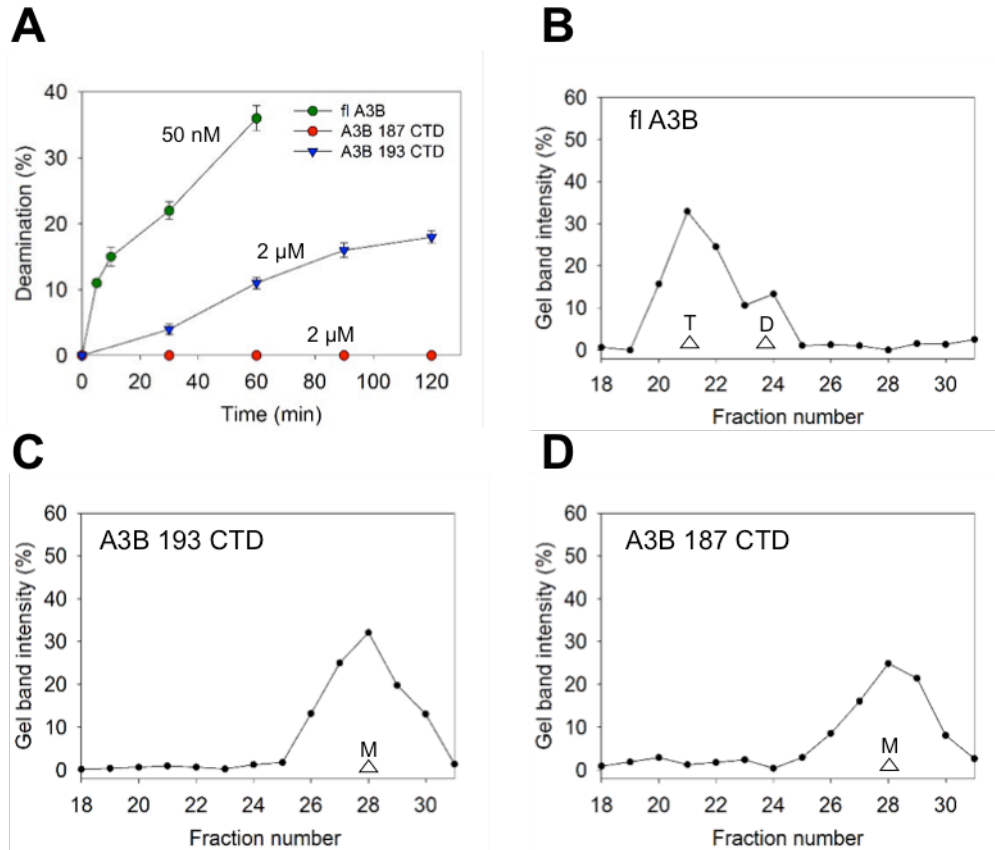 A
Deamination (%)
40
30
20
10
0
50 nM
fl A3B
A3B 187 CTD
A3B 193 CTD
2 µM
2 µM
0 20 40 60 80 100 120
Time (min)
B
Gel band intensity (%)
60
50
40
30
20
10
0
fl A3B
T D
18 20 22 24 26 28 30
Fraction number
C
Gel band intensity (%)
60
50
40
30
20
10
0
A3B 193 CTD
M
18 20 22 24 26 28 30
Fraction number
D
Gel band intensity (%)
60
50
40
30
20
10
0
A3B 187 CTD
M
18 20 22 24 26 28 30
Fraction number